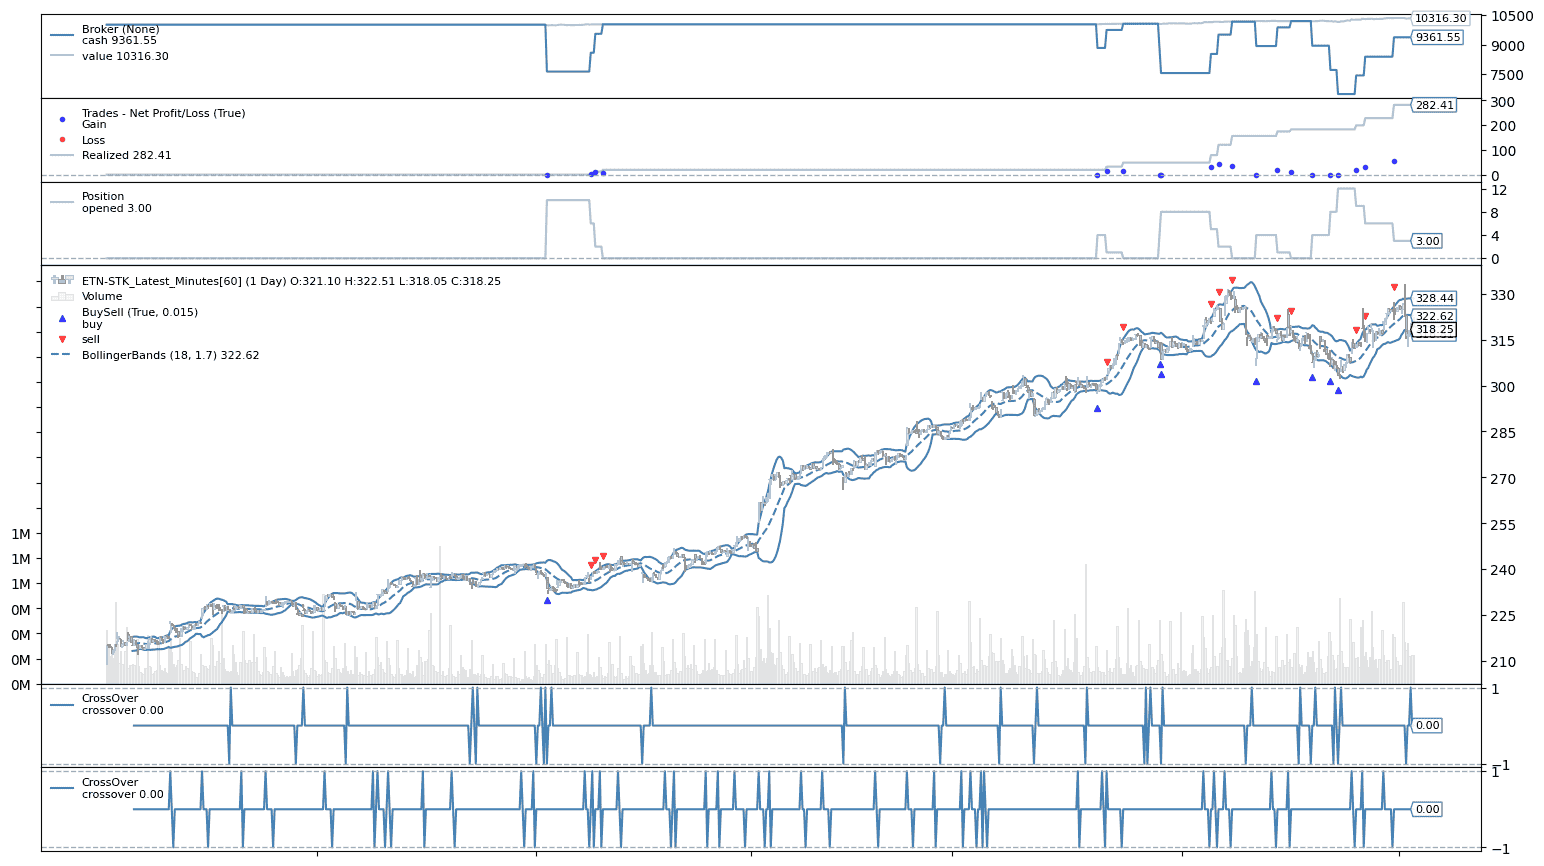 Broker (None)
cash 9361.55
value 10316.30
10500
10316.30
9361.55
9000
7500
Trades - Net Profit/Loss (True)
Gain
Loss
Realized 282.41
300
282.41
200
100
0
Position
opened 3.00
12
8
4
3.00
0
ETN-STK_Latest_Minutes[60] (1 Day) O:321.10 H:322.51 L:318.05 C:318.25
Volume
BuySell (True, 0.015)
buy
sell
BollingerBands (18, 1.7) 322.62
330
328.44
322.62
318.25
315
300
285
270
255
240
225
210
1M
1M
1M
0M
0M
0M
0M
CrossOver
crossover 0.00
1
0.00
−1
CrossOver
crossover 0.00
1
0.00
−1